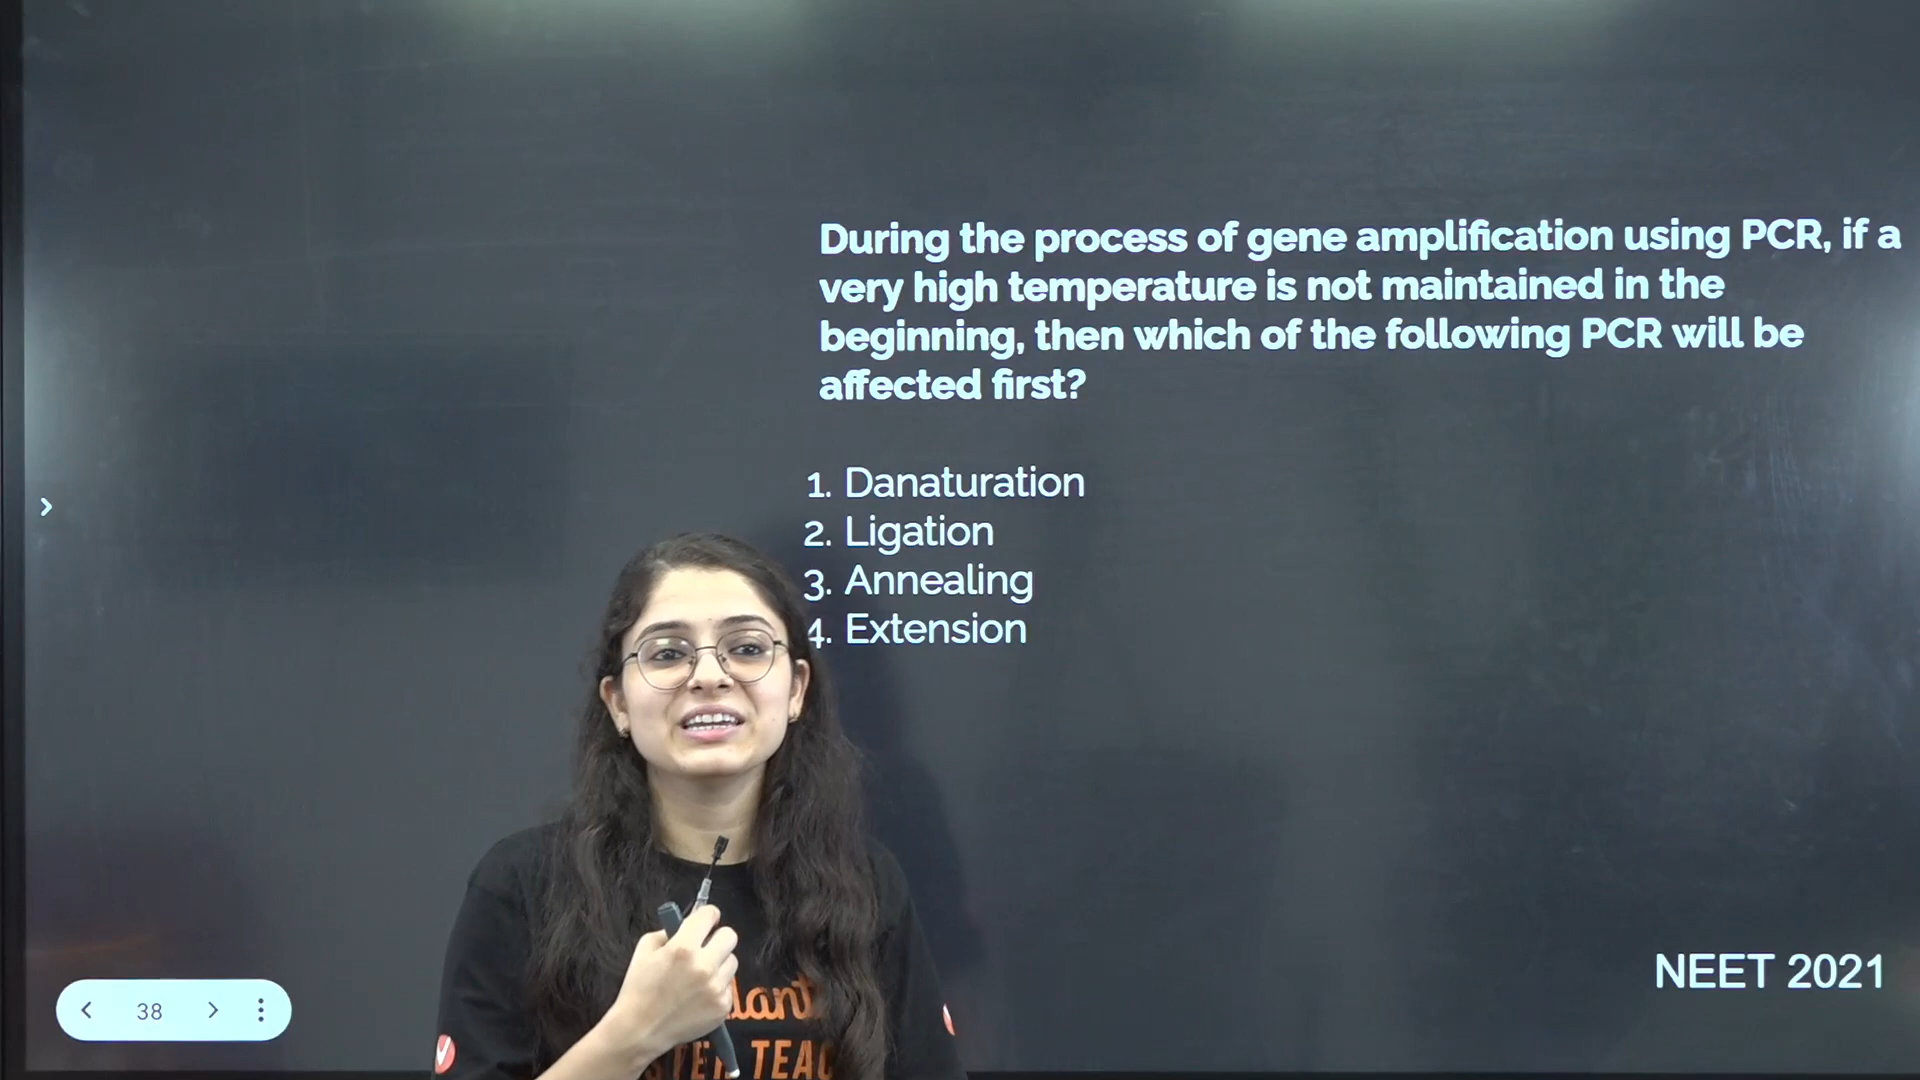 During the process of gene amplification using PCR, if a
very high temperature is not maintained in the
beginning, then which of the following PCR will be
affected first?
1. Danaturation
2. Ligation
3. Annealing
4. Extension
NEET 2021
38
TEAC